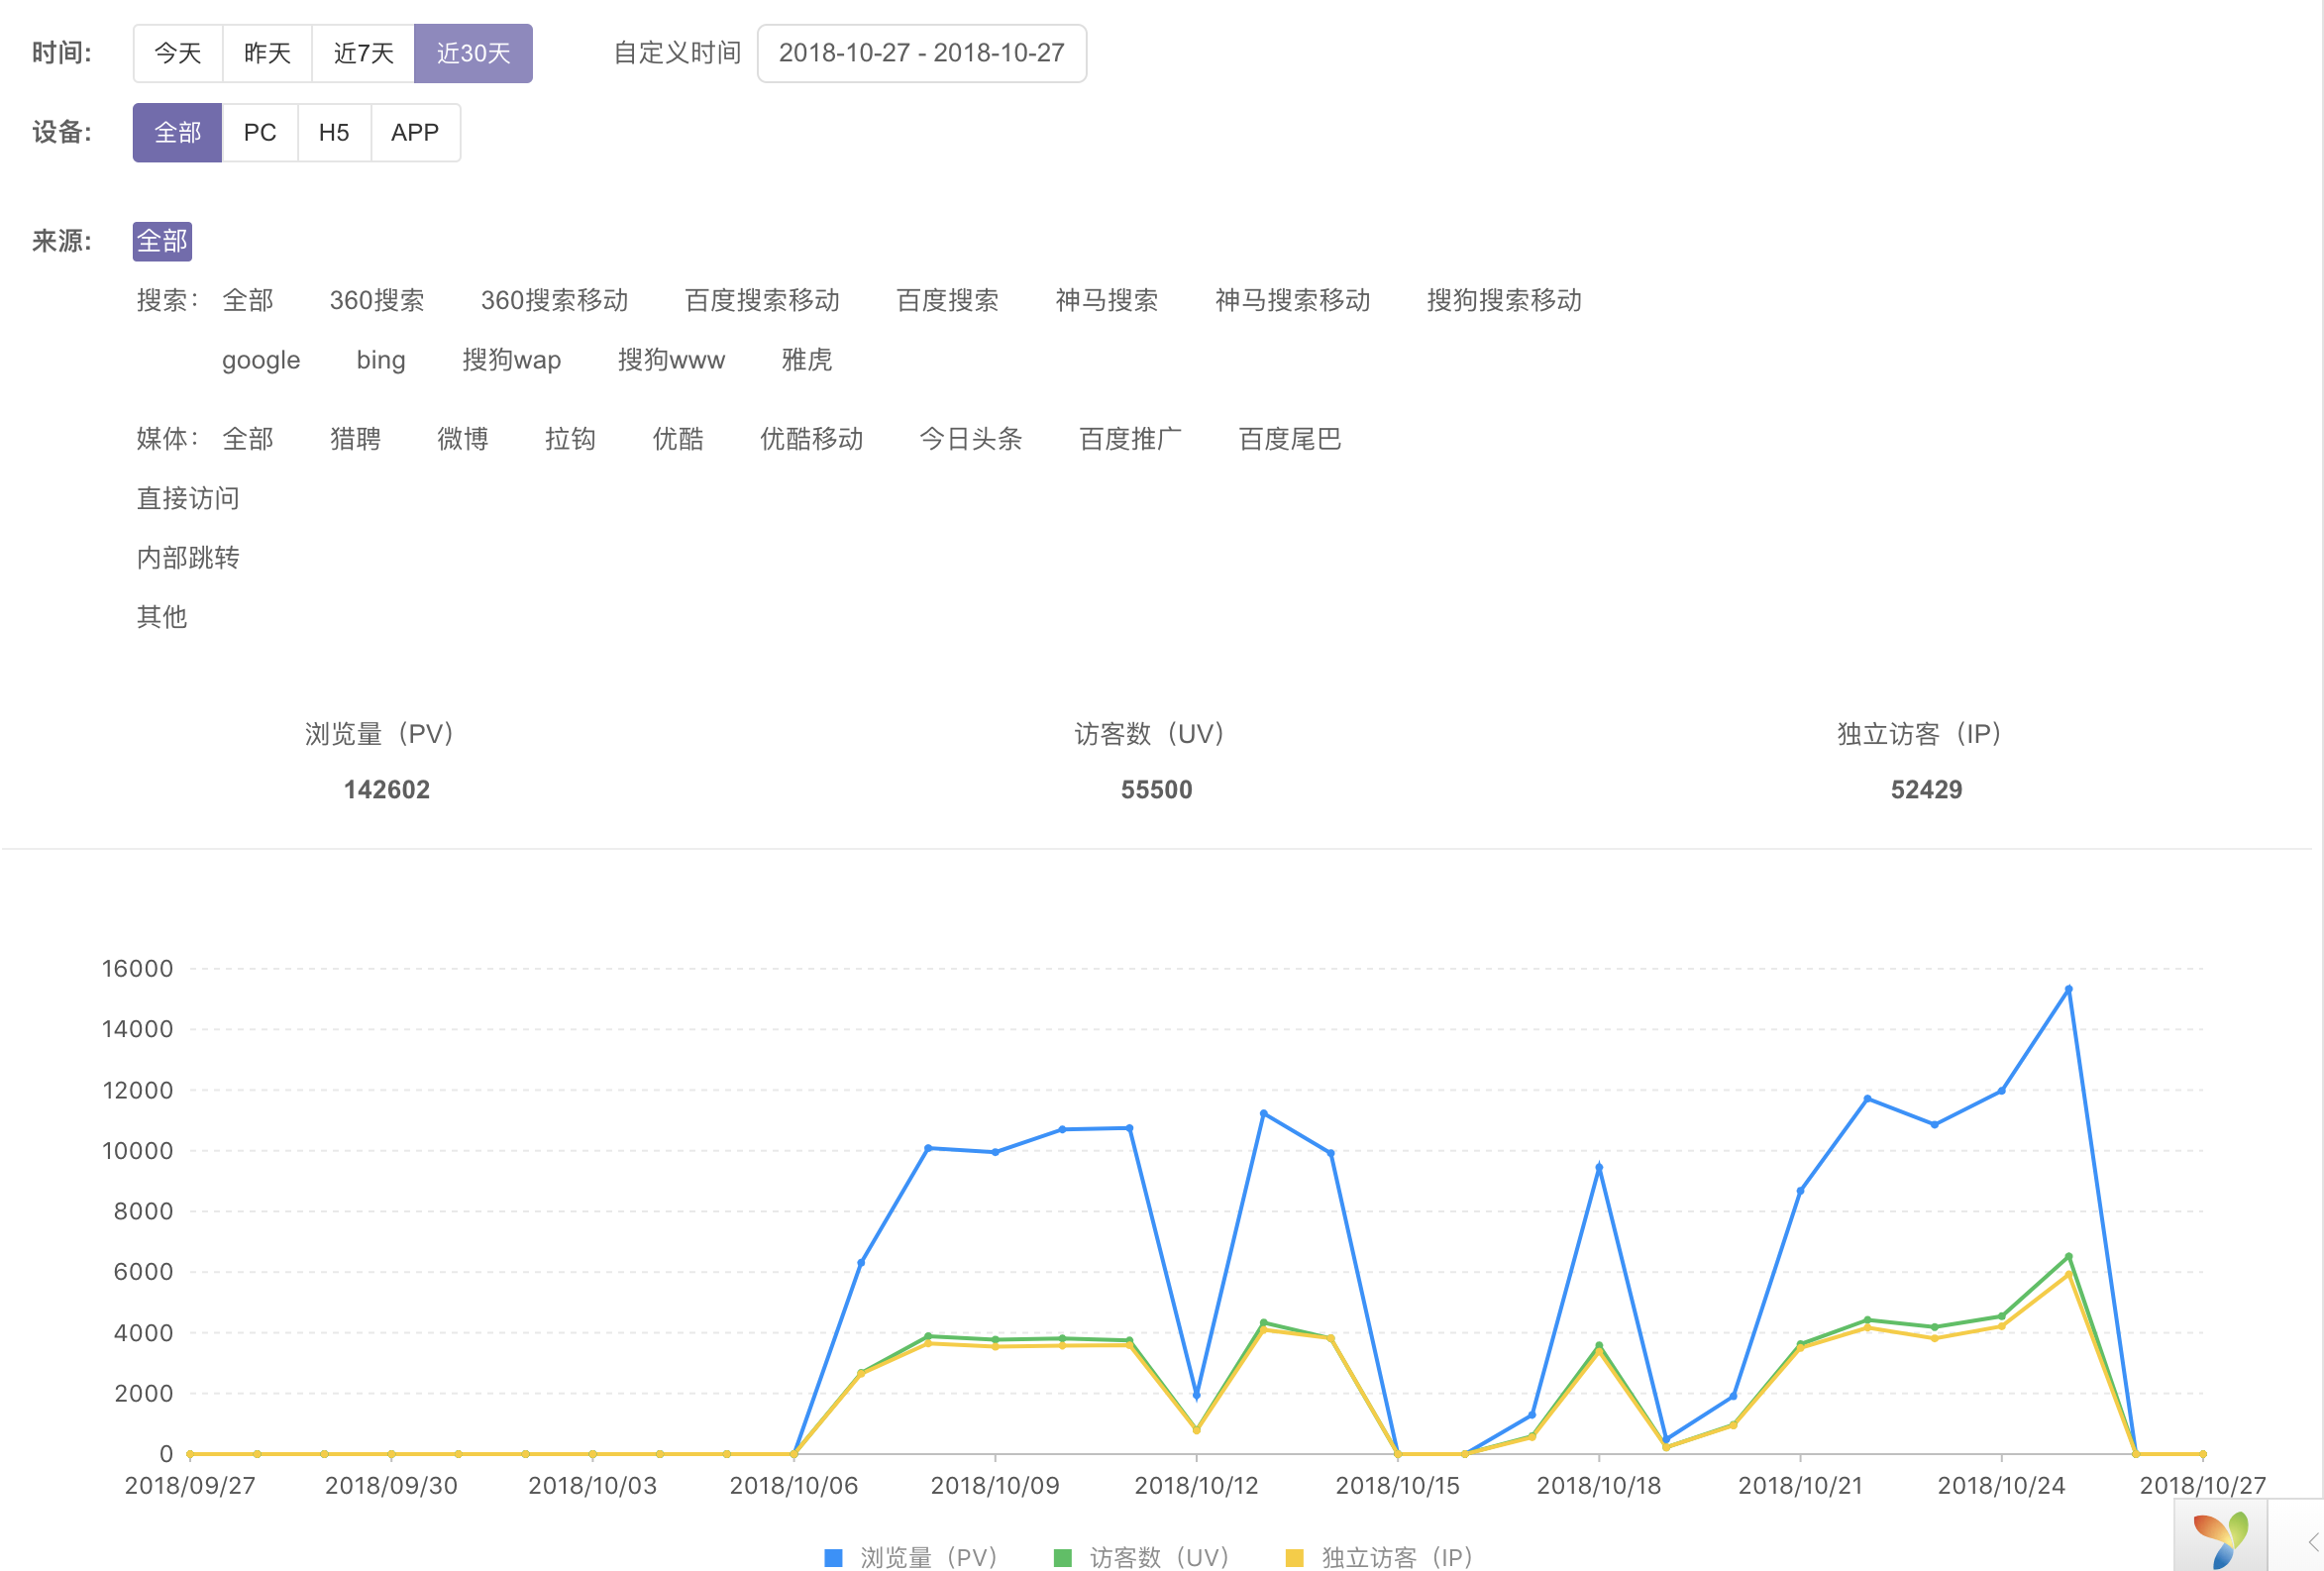 时间: 今天 昨天 近7天 近30天 自定义时间 2018-10-27 - 2018-10-27
设备: 全部 PC H5 APP
来源: 全部
搜索: 全部 360搜索 360搜索移动 百度搜索移动 百度搜索 神马搜索 神马搜索移动 搜狗搜索移动
google bing 搜狗wap 搜狗www 雅虎
媒体: 全部 猎聘 微博 拉钩 优酷 优酷移动 今日头条 百度推广 百度尾巴
直接访问
内部跳转
其他
浏览量（PV） 访客数（UV） 独立访客（IP）
142602 55500 52429
16000
14000
12000
10000
8000
6000
4000
2000
0
2018/09/27 2018/09/30 2018/10/03 2018/10/06 2018/10/09 2018/10/12 2018/10/15 2018/10/18 2018/10/21 2018/10/24 2018/10/27
浏览量（PV） 访客数（UV） 独立访客（IP）